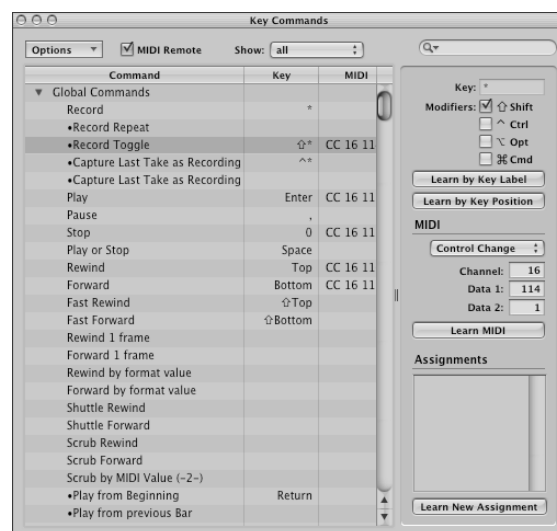 Key Commands
Options MIDI Remote Show: all
Command Key MIDI
Global Commands
Record *
•Record Repeat
•Record Toggle ⇧* CC 16 11
•Capture Last Take as Recording ^*
•Capture Last Take as Recording
Play Enter CC 16 11
Pause .
Stop 0 CC 16 11
Play or Stop Space
Rewind Top CC 16 11
Forward Bottom CC 16 11
Fast Rewind ⇧Top
Fast Forward ⇧Bottom
Rewind 1 frame
Forward 1 frame
Rewind by format value
Forward by format value
Shuttle Rewind
Shuttle Forward
Scrub Rewind
Scrub Forward
Scrub by MIDI Value (-2-)
•Play from Beginning Return
•Play from previous Bar
Key: *
Modifiers: ⇧ Shift
^ Ctrl
⌥ Opt
⌘ Cmd
Learn by Key Label
Learn by Key Position
MIDI
Control Change
Channel: 16
Data 1: 114
Data 2: 1
Learn MIDI
Assignments
Learn New Assignment